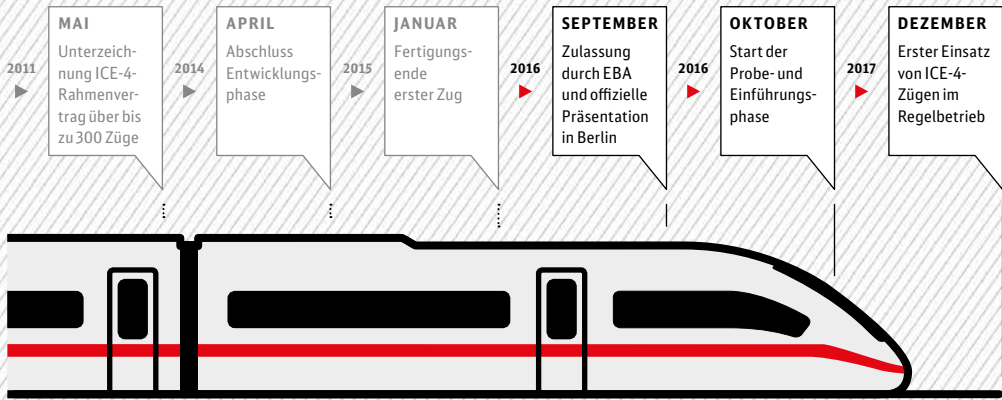 2011
MAI
Unterzeich-
nung ICE-4-
Rahmenver-
trag über bis
zu 300 Züge
2014
APRIL
Abschluss
Entwicklungs-
phase
2015
JANUAR
Fertigungs-
ende
erster Zug
2016
SEPTEMBER
Zulassung
durch EBA
und offizielle
Präsentation
in Berlin
2016
OKTOBER
Start der
Probe- und
Einführungs-
phase
2017
DEZEMBER
Erster Einsatz
von ICE-4-
Zügen im
Regelbetrieb